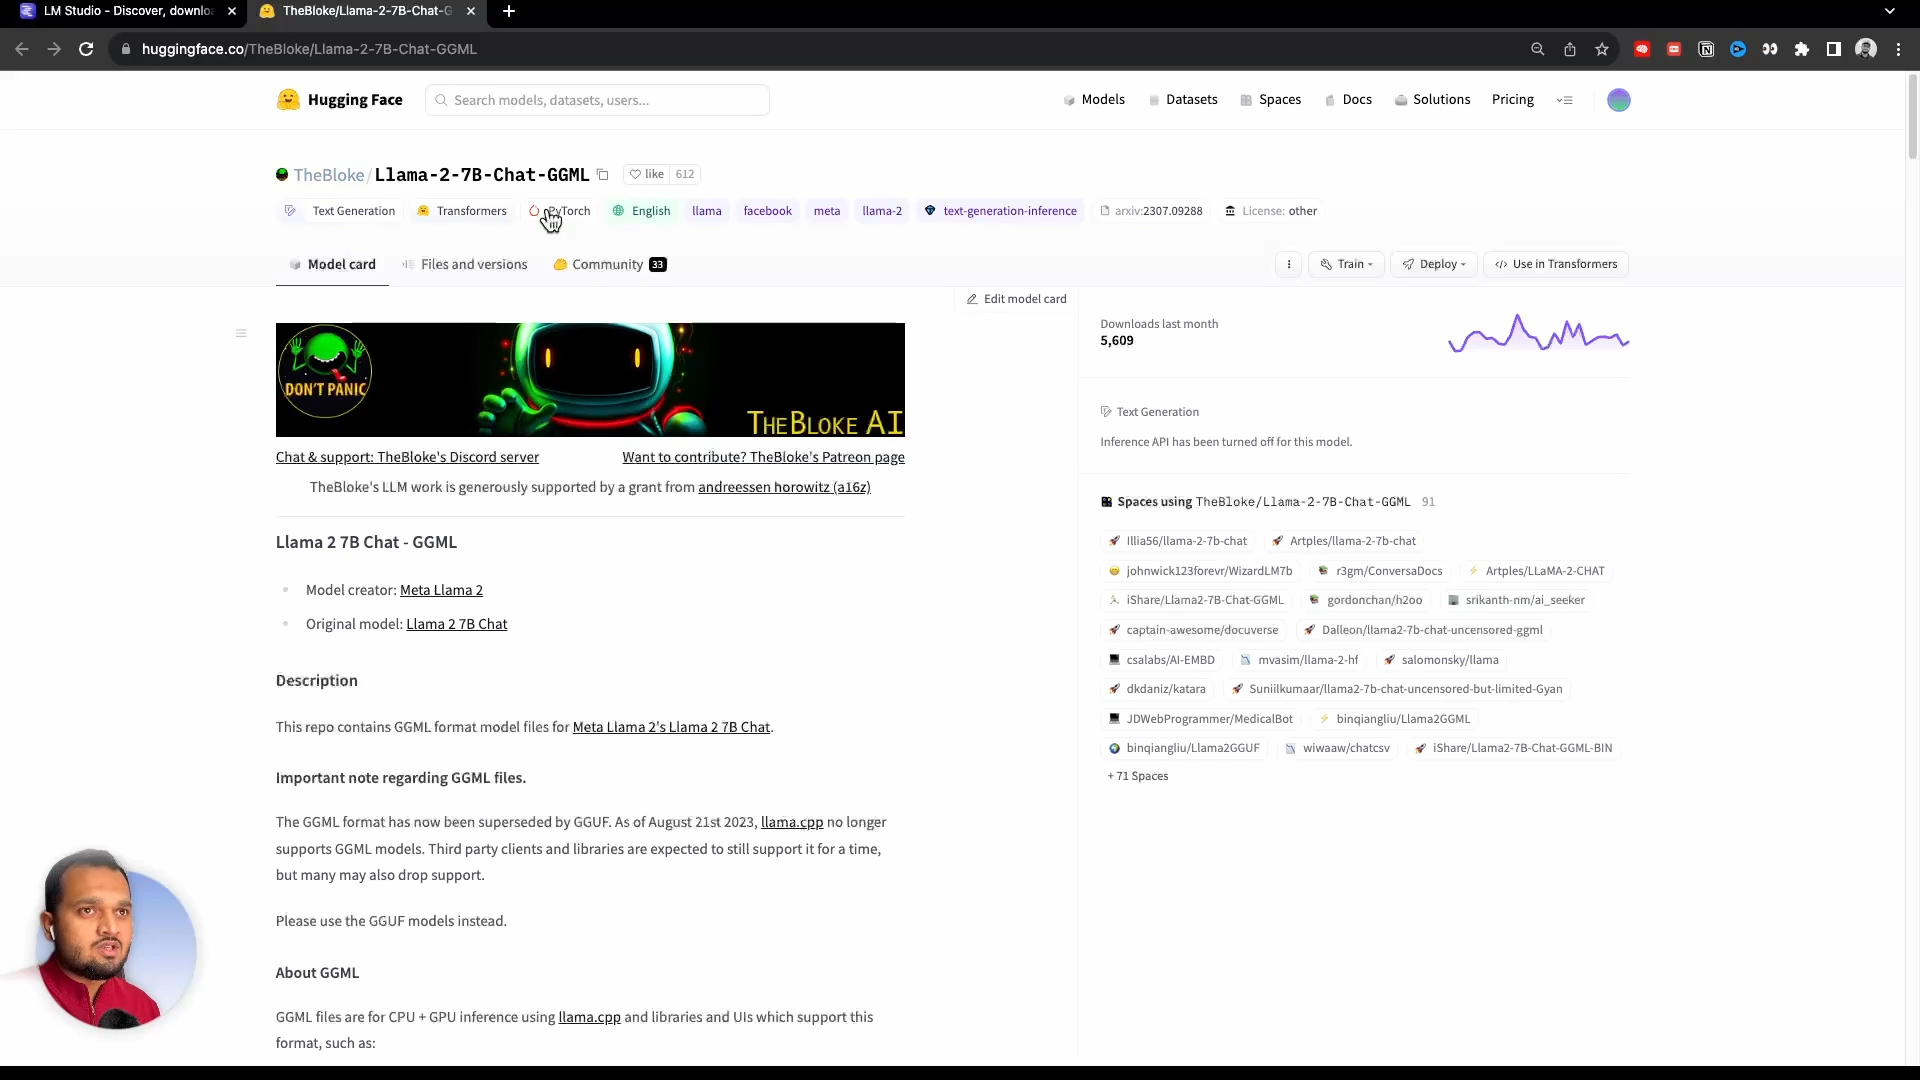 LM Studio - Discover, downlo
TheBloke/Llama-2-7B-Chat-G
huggingface.co/TheBloke/Llama-2-7B-Chat-GGML
Hugging Face
Search models, datasets, users...
Models
Datasets
Spaces
Docs
Solutions
Pricing
TheBloke/Llama-2-7B-Chat-GGML
like 612
Text Generation
Transformers
PyTorch
English
llama
facebook
meta
llama-2
text-generation-inference
arxiv:2307.09288
License: other
Model card
Files and versions
Community 33
Train
Deploy
</> Use in Transformers
Edit model card
DON'T PANIC
THEBLOKE AI
Chat & support: TheBloke's Discord server
Want to contribute? TheBloke's Patreon page
TheBloke's LLM work is generously supported by a grant from andreessen horowitz (a16z)
Llama 2 7B Chat - GGML
Model creator: Meta Llama 2
Original model: Llama 2 7B Chat
Description
This repo contains GGML format model files for Meta Llama 2's Llama 2 7B Chat.
Important note regarding GGML files.
The GGML format has now been superseded by GGUF. As of August 21st 2023, llama.cpp no longer
supports GGML models. Third party clients and libraries are expected to still support it for a time,
but many may also drop support.
Please use the GGUF models instead.
About GGML
GGML files are for CPU + GPU inference using llama.cpp and libraries and UIs which support this
format, such as:
Downloads last month
5,609
Text Generation
Inference API has been turned off for this model.
Spaces using TheBloke/Llama-2-7B-Chat-GGML 91
Illia56/llama-2-7b-chat
Artples/llama-2-7b-chat
johnwick123forevr/WizardLM7b
r3gm/ConversaDocs
Artples/LLaMA-2-CHAT
iShare/Llama2-7B-Chat-GGML
gordonchan/h2oo
srikanth-nm/ai_seeker
captain-awesome/docuverse
Dalleon/llama2-7b-chat-uncensored-ggml
csalabs/AI-EMBD
mvasim/llama-2-hf
salomonsky/llama
dkdaniz/katara
Suniilkumaar/llama2-7b-chat-uncensored-but-limited-Gyan
JDWebProgrammer/MedicalBot
binqiangliu/Llama2GGML
binqiangliu/Llama2GGUF
wiwaaw/chatcsv
iShare/Llama2-7B-Chat-GGML-BIN
+ 71 Spaces